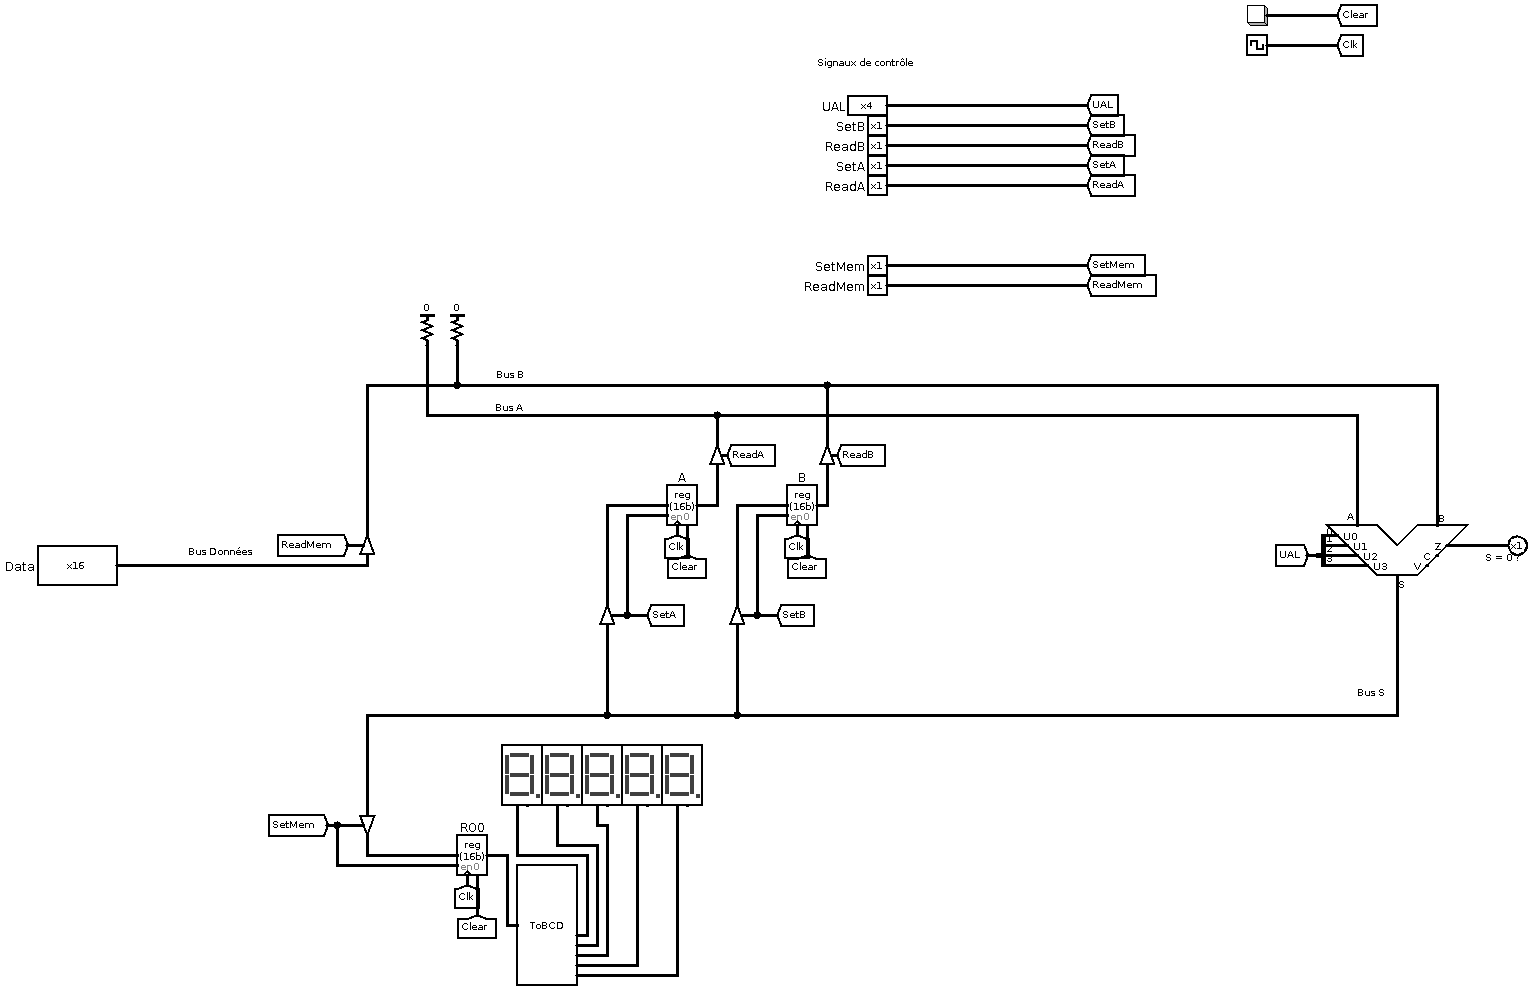 Clear
Clk
Signaux de contrôle
UAL x4 UAL
SetB x1 SetB
ReadB x1 ReadB
SetA x1 SetA
ReadA x1 ReadA
SetMem x1 SetMem
ReadMem x1 ReadMem
0 0
Bus B
Bus A
ReadA ReadB
A B
reg (16b) en0
reg (16b) en0
Clk Clk
Clear Clear
SetA SetB
ReadMem
Bus Données
Data x16
A B
UAL
1
2
3
U0
U1
U2
U3
Z
C
V
S
x1
S = 0 ?
Bus S
SetMem
RO0
reg
(16b)
en0
Clk
Clear
ToBCD